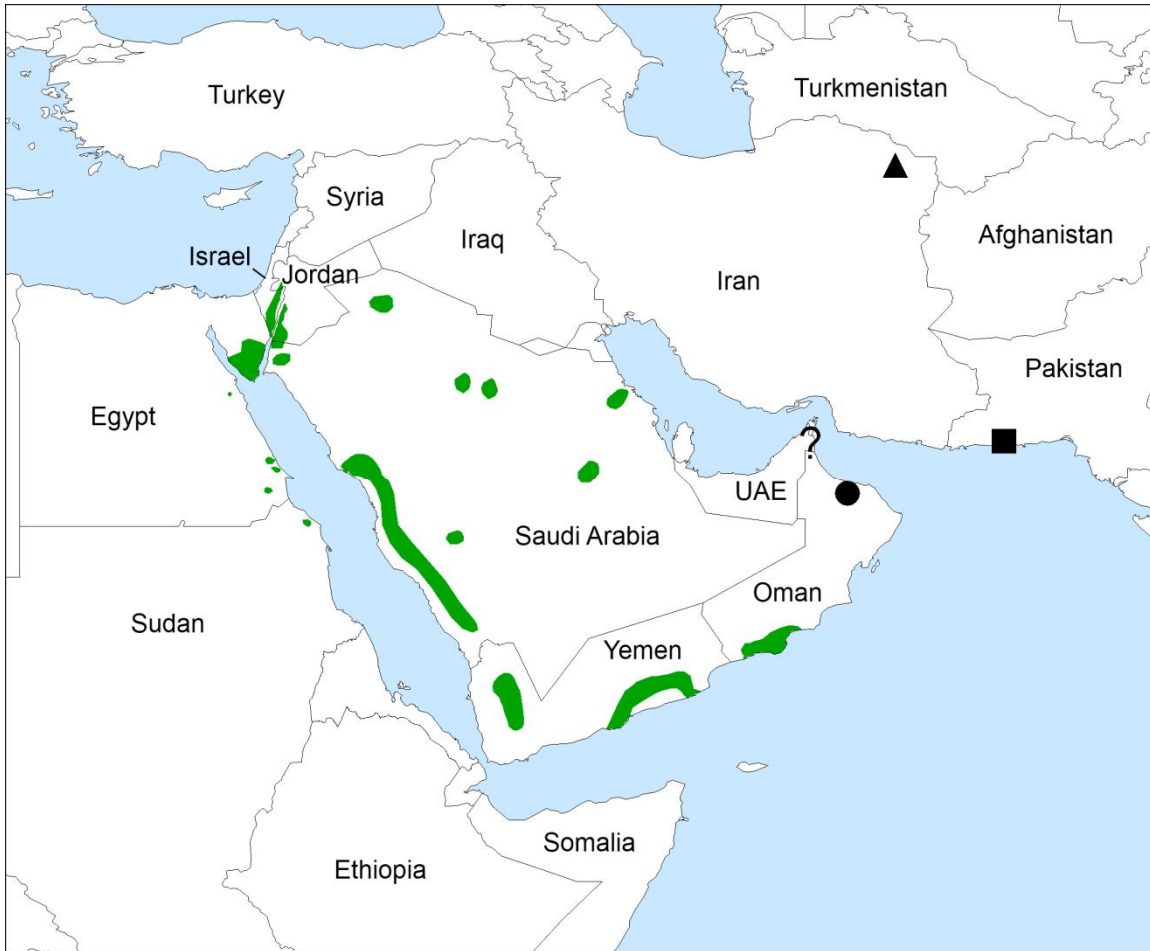 Turkey
Turkmenistan
Syria
Afghanistan
Iraq
Israel
Jordan
Iran
Pakistan
Egypt
?
UAE
Saudi Arabia
Oman
Sudan
Yemen
Somalia
Ethiopia